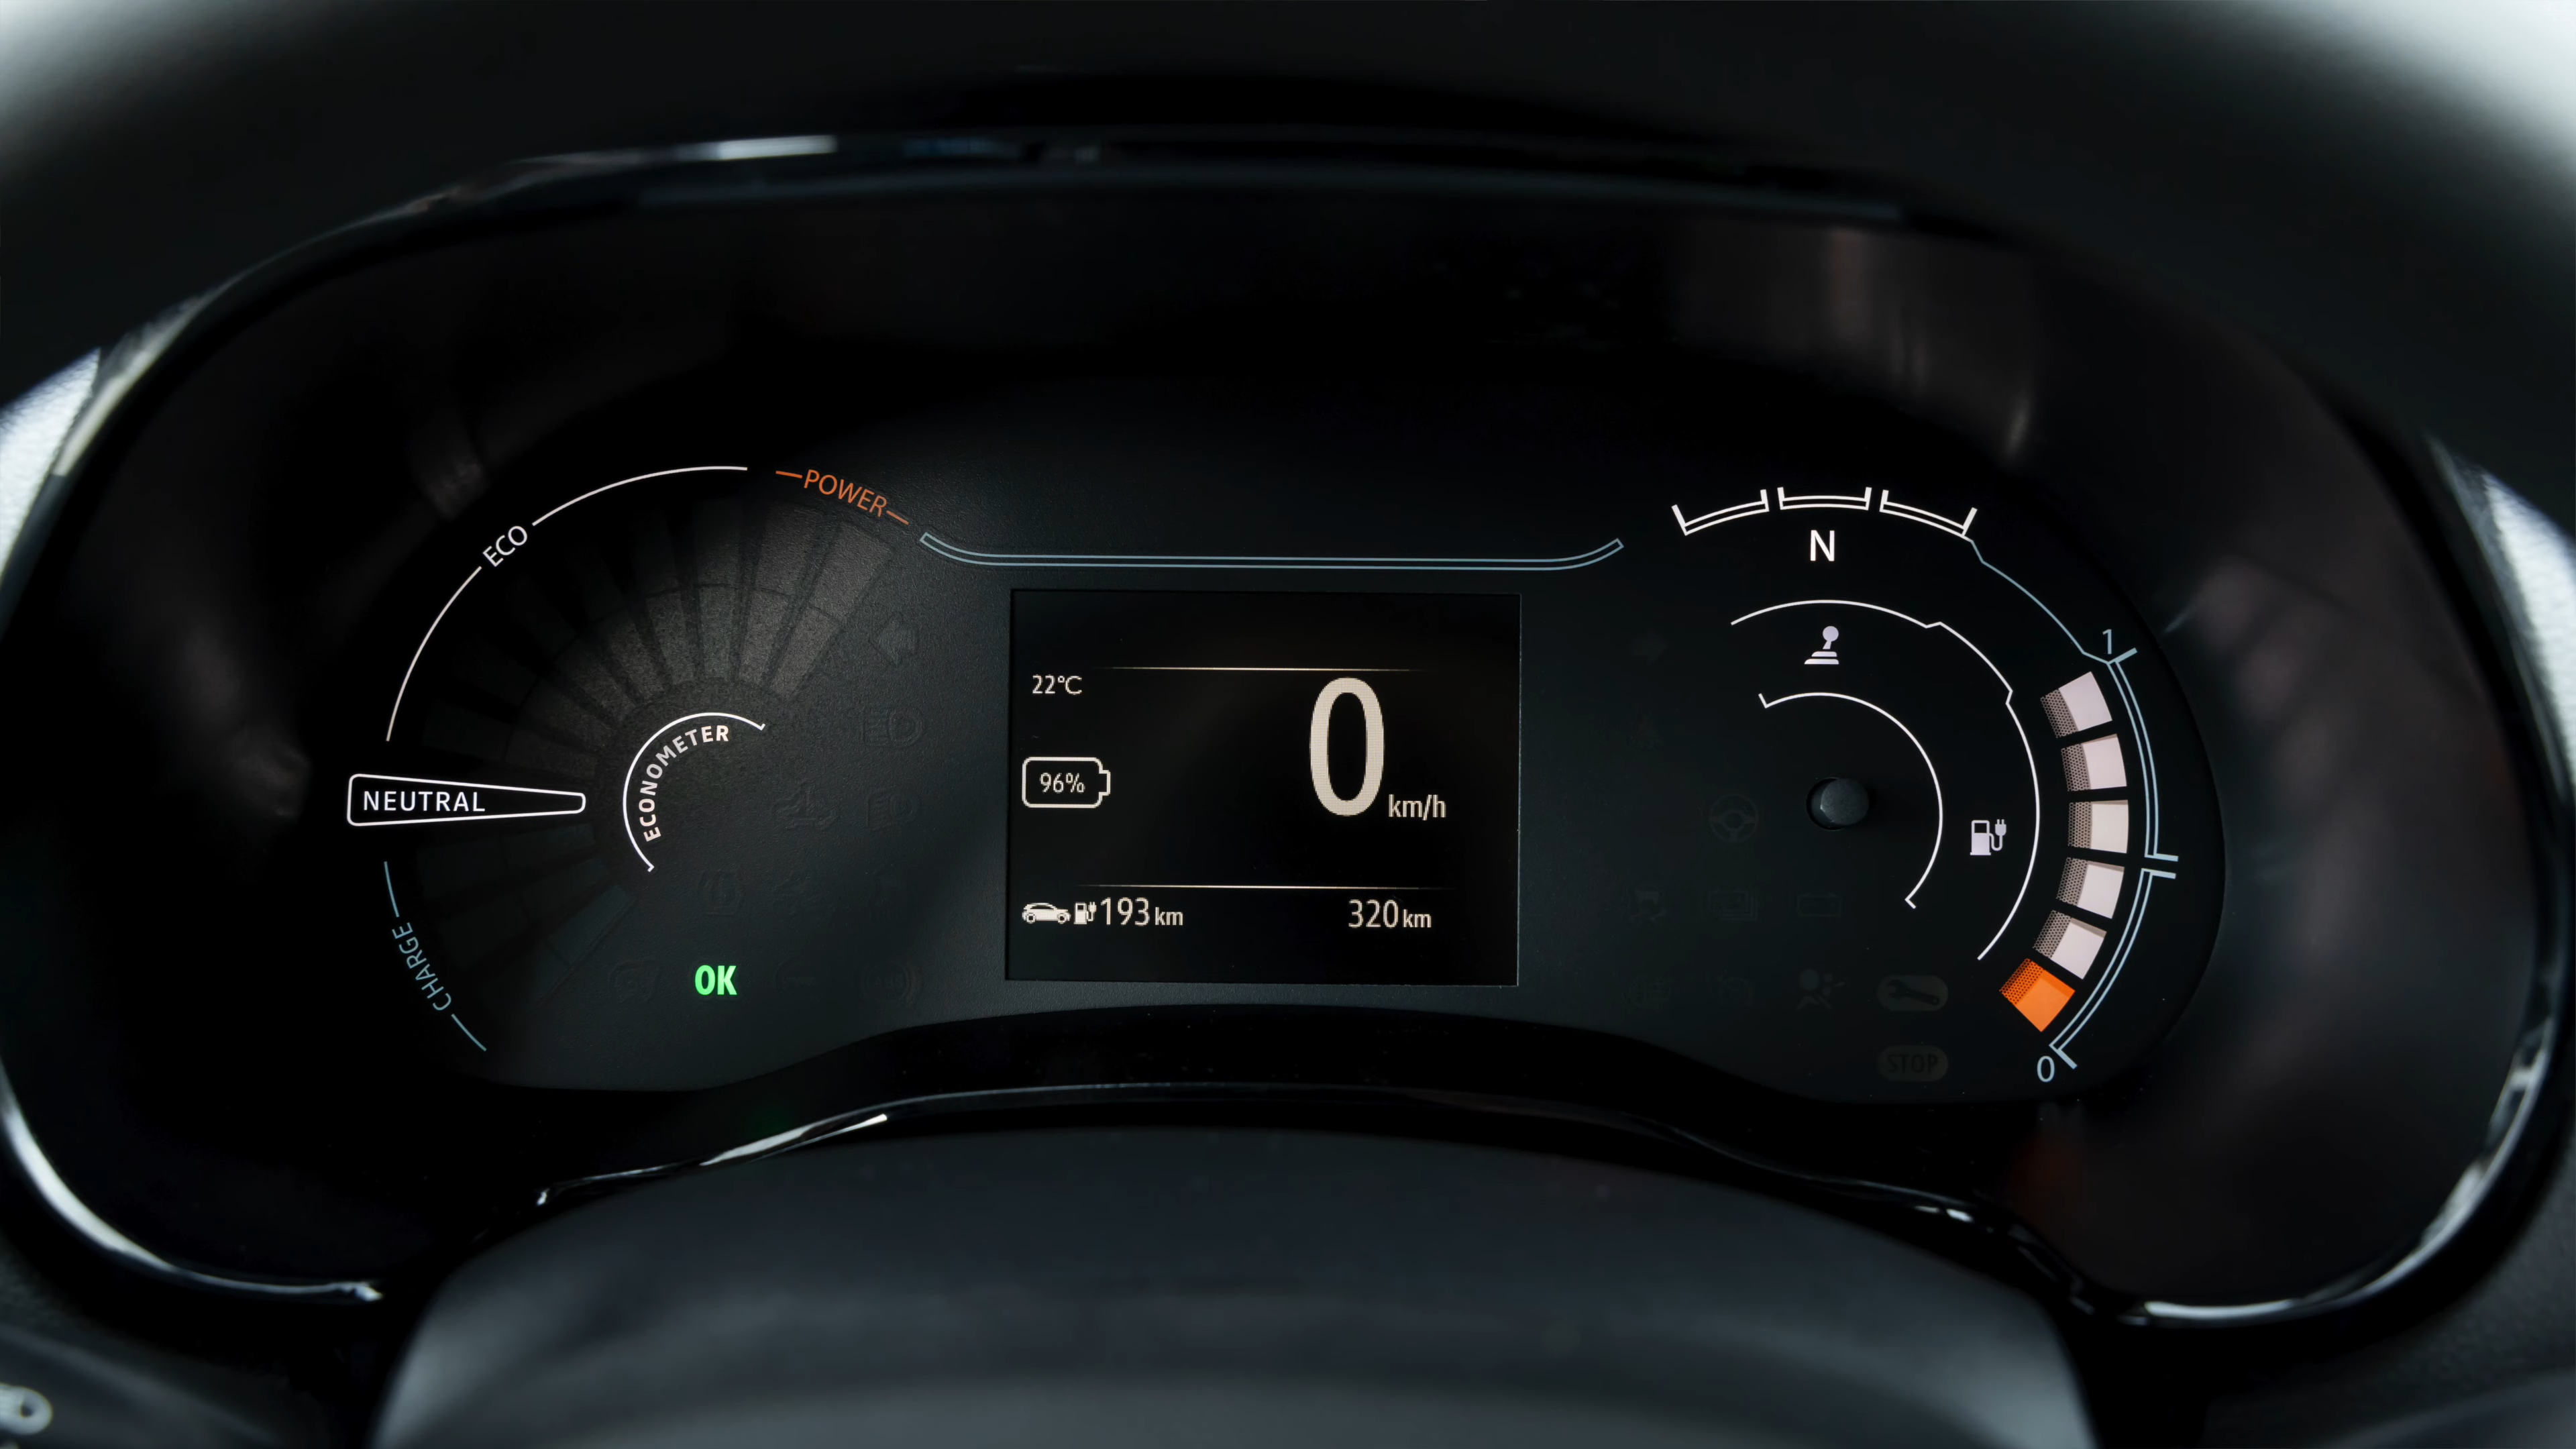 POWER
ECO
N
1
22°C
ECONOMETER
0 km/h
96%
NEUTRAL
193 km 320 km
CHARGE
OK
STOP
0